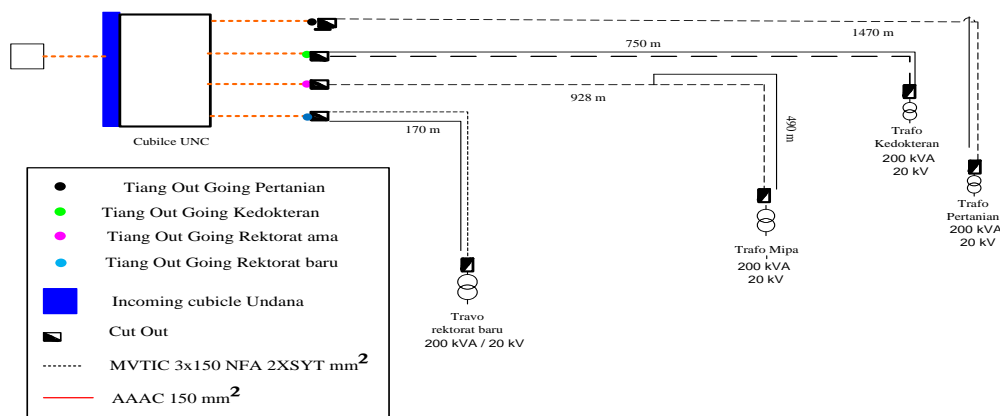 1470 m
750 m
928 m
490 m
170 m
Cubilce UNC
Trafo
Kedokteran
200 kVA
20 kV
Trafo
Pertanian
200 kVA
20 kV
Trafo Mipa
200 kVA
20 kV
Travo
rektorat baru
200 kVA / 20 kV
Tiang Out Going Pertanian
Tiang Out Going Kedokteran
Tiang Out Going Rektorat ama
Tiang Out Going Rektorat baru
Incoming cubicle Undana
Cut Out
MVTIC 3x150 NFA 2XSYT mm²
AAAC 150 mm²